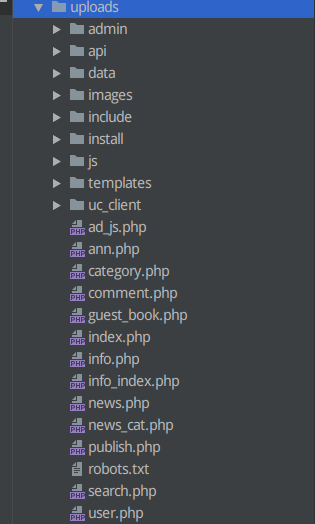 uploads
admin
api
data
images
include
install
js
templates
uc_client
ad_js.php
ann.php
category.php
comment.php
guest_book.php
index.php
info.php
info_index.php
news.php
news_cat.php
publish.php
robots.txt
search.php
user.php